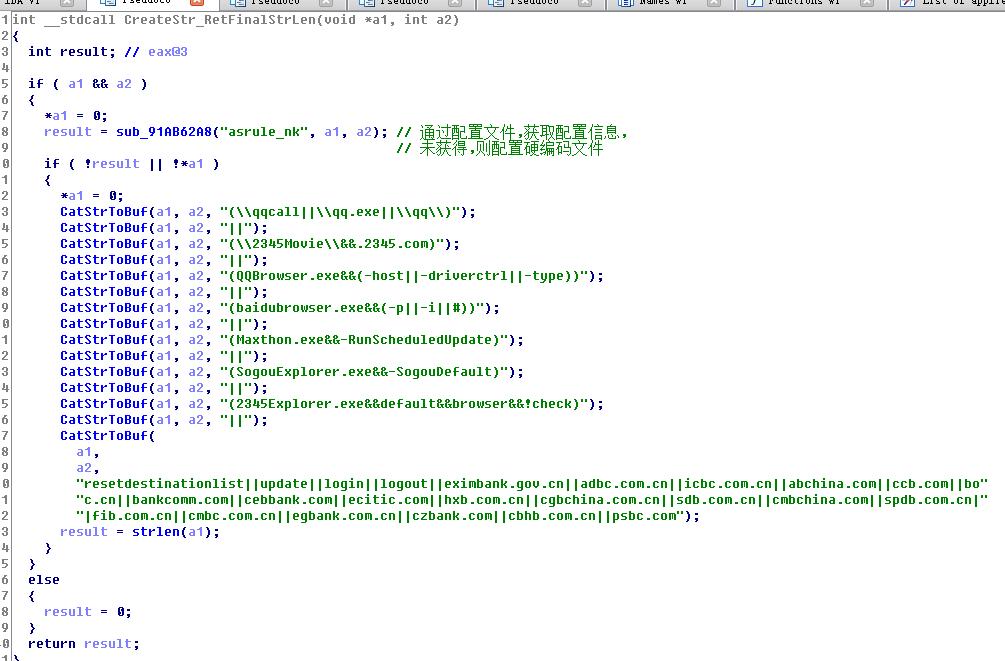 IDA Vi
Pseudoco
Pseudoco
Pseudoco
Pseudoco
Names wi
Functions wi
1 int __stdcall CreateStr_RetFinalStrLen(void *a1, int a2)
2 {
3 int result; // eax@3
4
5 if ( a1 && a2 )
6 {
7 *a1 = 0;
8 result = sub_91AB62A8("asrule_nk", a1, a2); // 通过配置文件,获取配置信息,
9 // 未获得,则配置硬编码文件
0 if ( !result || !*a1 )
1 {
2 *a1 = 0;
3 CatStrToBuf(a1, a2, "(\\qqcall||\\qq.exe||\\qq\\)");
4 CatStrToBuf(a1, a2, "||");
5 CatStrToBuf(a1, a2, "(\\2345Movie\\&&.2345.com)");
6 CatStrToBuf(a1, a2, "||");
7 CatStrToBuf(a1, a2, "(QQBrowser.exe&&(-host||-driverctrl||-type))");
8 CatStrToBuf(a1, a2, "||");
9 CatStrToBuf(a1, a2, "(baidubrowser.exe&&(-p||-i||#))");
0 CatStrToBuf(a1, a2, "||");
1 CatStrToBuf(a1, a2, "(Maxthon.exe&&-RunScheduledUpdate)");
2 CatStrToBuf(a1, a2, "||");
3 CatStrToBuf(a1, a2, "(SogouExplorer.exe&&-SogouDefault)");
4 CatStrToBuf(a1, a2, "||");
5 CatStrToBuf(a1, a2, "(2345Explorer.exe&&default&&browser&&!check)");
6 CatStrToBuf(a1, a2, "||");
7 CatStrToBuf(
8 a1,
9 a2,
0 "resetdestinationlist||update||login||logout||eximbank.gov.cn||adbc.com.cn||icbc.com.cn||abchina.com||ccb.com||bo"
1 "c.cn||bankcomm.com||cebbank.com||ecitic.com||hxb.com.cn||cgbchina.com.cn||sdb.com.cn||cmbchina.com||spdb.com.cn|"
2 "|fib.com.cn||cmbc.com.cn||egbank.com.cn||czbank.com||cbhb.com.cn||psbc.com");
3 result = strlen(a1);
4 }
5 }
6 else
7 {
8 result = 0;
9 }
0 return result;
1 }